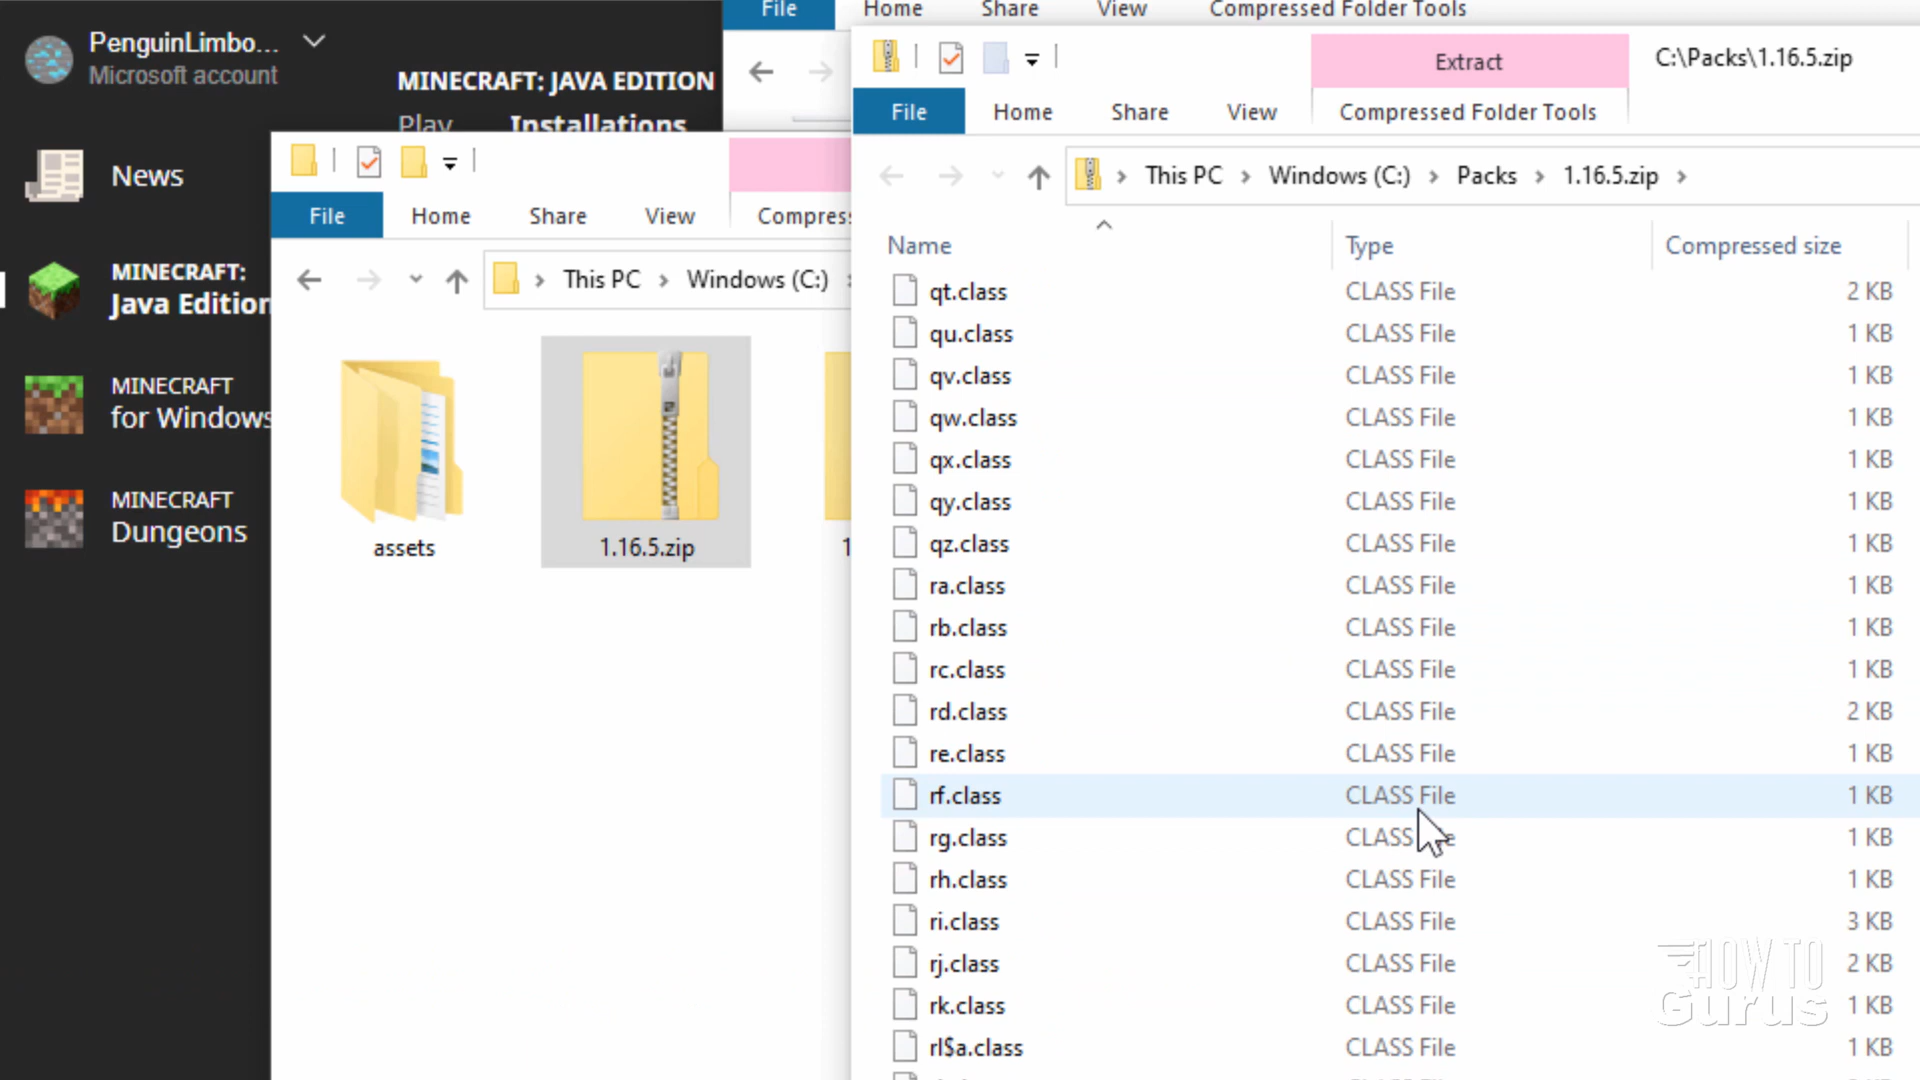 PenguinLimbo...
Microsoft account
News
MINECRAFT:
Java Edition
MINECRAFT
for Windows
MINECRAFT
Dungeons
MINECRAFT: JAVA EDITION
Play Installations
File Home Share View Compressed Folder Tools
File Home Share View Compress
This PC Windows (C:)
assets
1.16.5.zip
1
Extract
C:\Packs\1.16.5.zip
File Home Share View Compressed Folder Tools
This PC Windows (C:) Packs 1.16.5.zip
Name Type Compressed size
qt.class CLASS File 2 KB
qu.class CLASS File 1 KB
qv.class CLASS File 1 KB
qw.class CLASS File 1 KB
qx.class CLASS File 1 KB
qy.class CLASS File 1 KB
qz.class CLASS File 1 KB
ra.class CLASS File 1 KB
rb.class CLASS File 1 KB
rc.class CLASS File 1 KB
rd.class CLASS File 2 KB
re.class CLASS File 1 KB
rf.class CLASS File 1 KB
rg.class CLASS File 1 KB
rh.class CLASS File 1 KB
ri.class CLASS File 3 KB
rj.class CLASS File 2 KB
rk.class CLASS File 1 KB
rl$a.class CLASS File 1 KB
HOW TO
Gurus